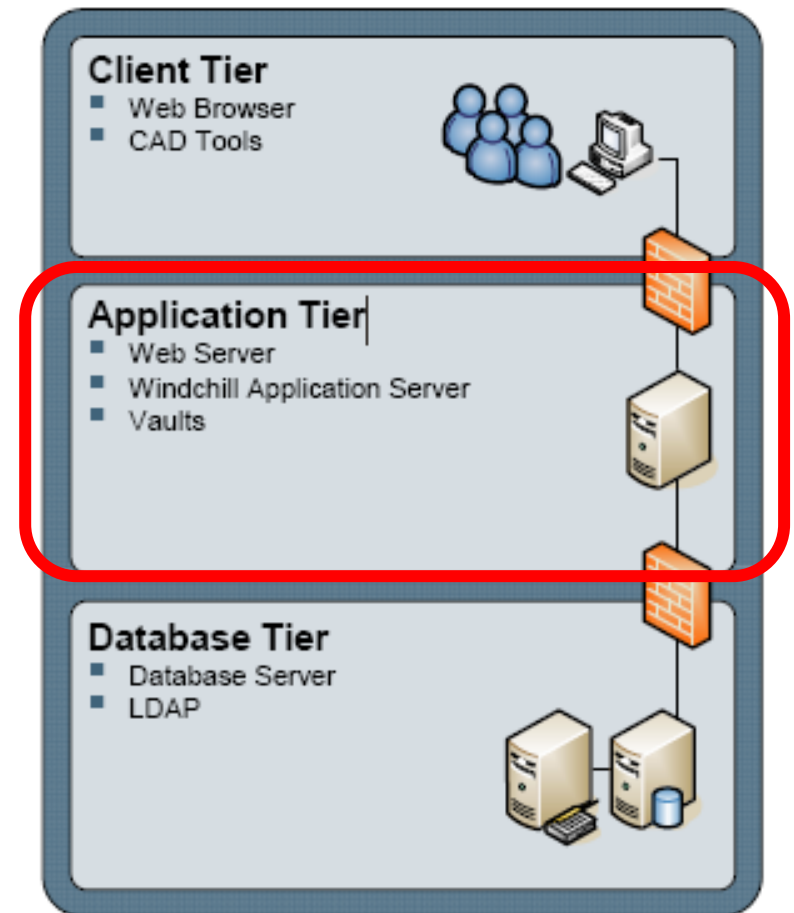 Client Tier
Web Browser
CAD Tools
Application Tier
Web Server
Windchill Application Server
Vaults
Database Tier
Database Server
LDAP